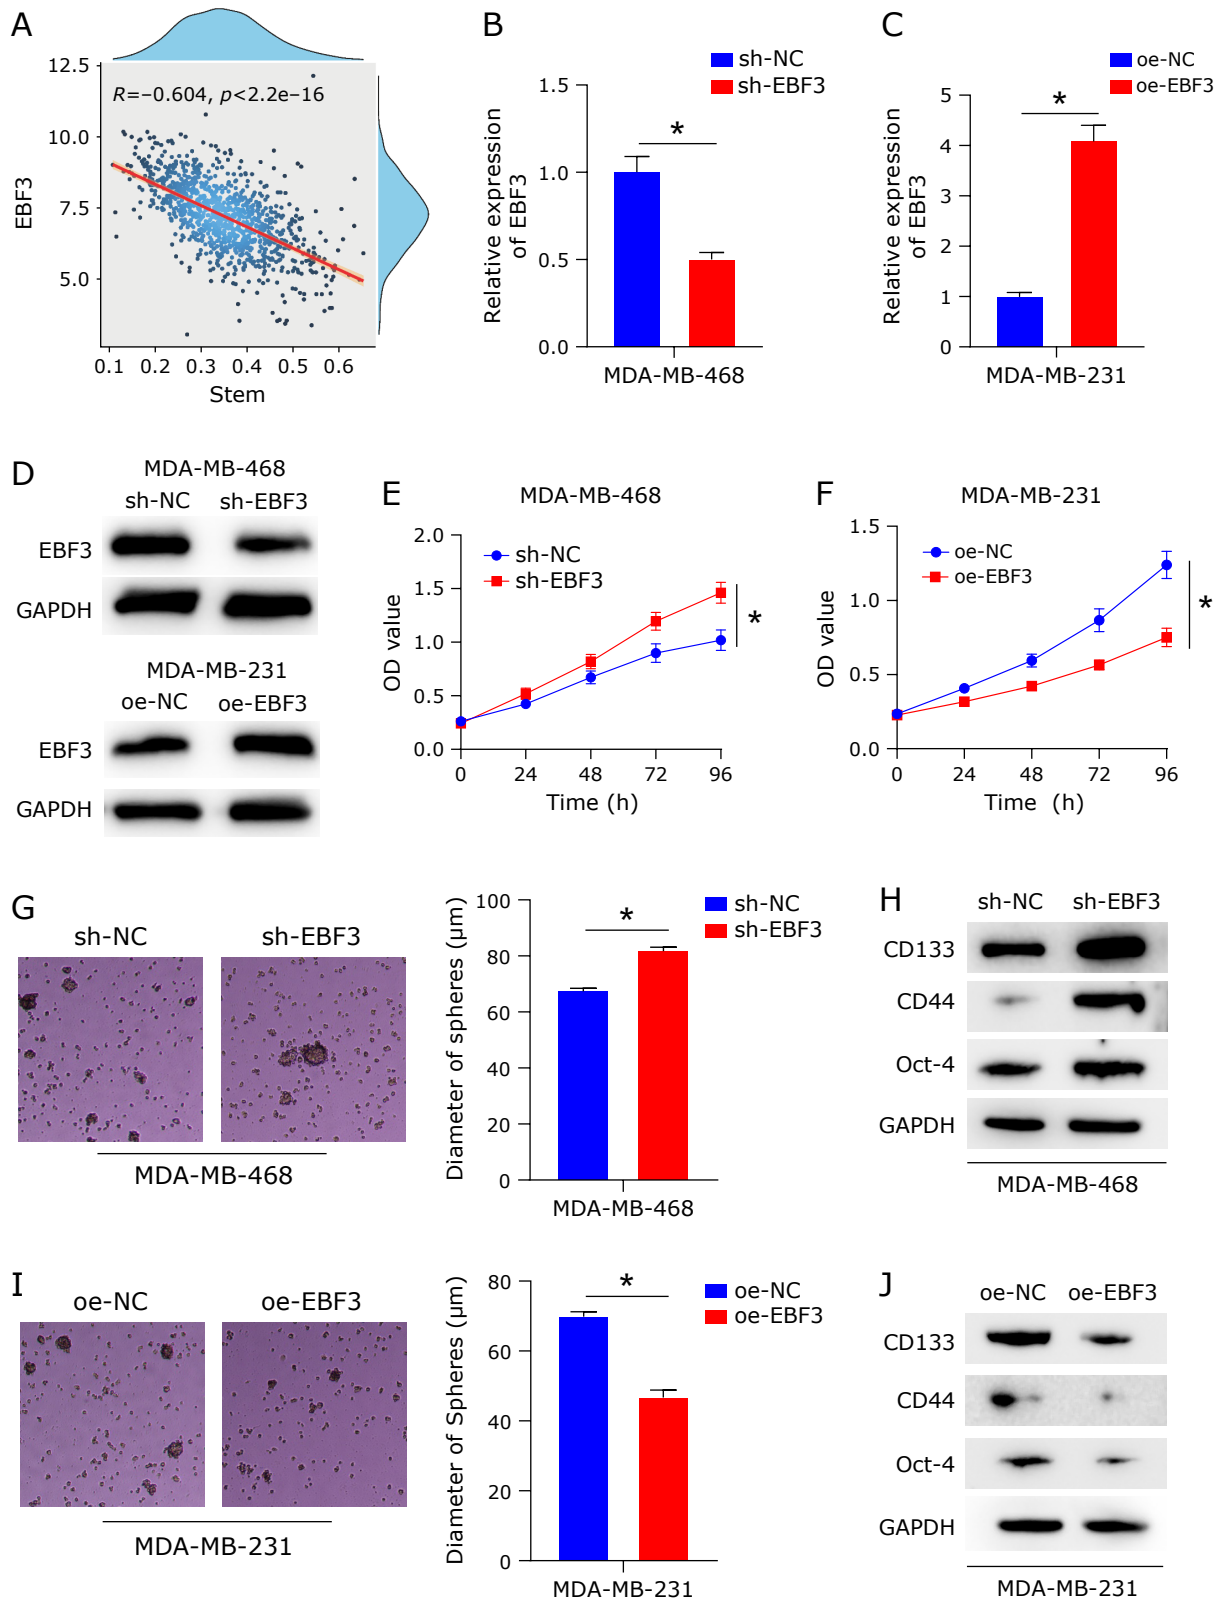 A
R=−0.604, p<2.2e−16
12.5
10.0
7.5
5.0
EBF3
0.1 0.2 0.3 0.4 0.5 0.6
Stem
B
sh-NC
sh-EBF3
1.5
1.0
0.5
0.0
Relative expression
of EBF3
*
MDA-MB-468
C
oe-NC
oe-EBF3
5
4
3
2
1
0
Relative expression
of EBF3
*
MDA-MB-231
D
MDA-MB-468
sh-NC sh-EBF3
EBF3
GAPDH
MDA-MB-231
oe-NC oe-EBF3
EBF3
GAPDH
E
MDA-MB-468
2.0
1.5
1.0
0.5
0.0
OD value
sh-NC
sh-EBF3
*
0 24 48 72 96
Time (h)
F
MDA-MB-231
1.5
1.0
0.5
0.0
OD value
oe-NC
oe-EBF3
*
0 24 48 72 96
Time (h)
G
sh-NC sh-EBF3
MDA-MB-468
100
80
60
40
20
0
Diameter of spheres (μm)
*
sh-NC
sh-EBF3
MDA-MB-468
H
sh-NC sh-EBF3
CD133
CD44
Oct-4
GAPDH
MDA-MB-468
I
oe-NC oe-EBF3
MDA-MB-231
80
60
40
20
0
Diameter of Spheres (μm)
*
oe-NC
oe-EBF3
MDA-MB-231
J
oe-NC oe-EBF3
CD133
CD44
Oct-4
GAPDH
MDA-MB-231